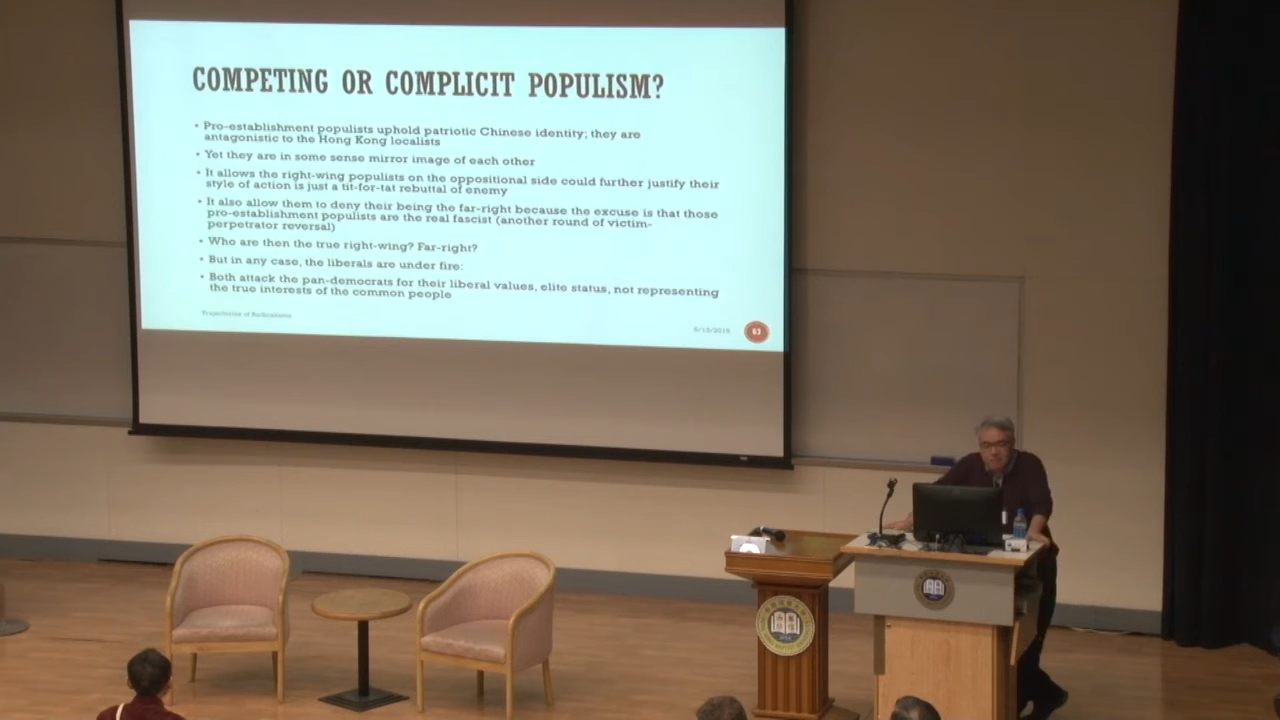 COMPETING OR COMPLICIT POPULISM?
• Pro-establishment populists uphold patriotic Chinese identity; they are
antagonistic to the Hong Kong localists
• Yet they are in some sense mirror image of each other
• It allows the right-wing populists on the oppositional side could further justify their
style of action is just a tit-for-tat rebuttal of enemy
• It also allow them to deny their being the far-right because the excuse is that those
pro-establishment populists are the real fascist (another round of victim-
perpetrator reversal)
• Who are then the true right-wing? Far-right?
• But in any case, the liberals are under fire:
• Both attack the pan-democrats for their liberal values, elite status, not representing
the true interests of the common people
Trajectories of Radicalisms
63